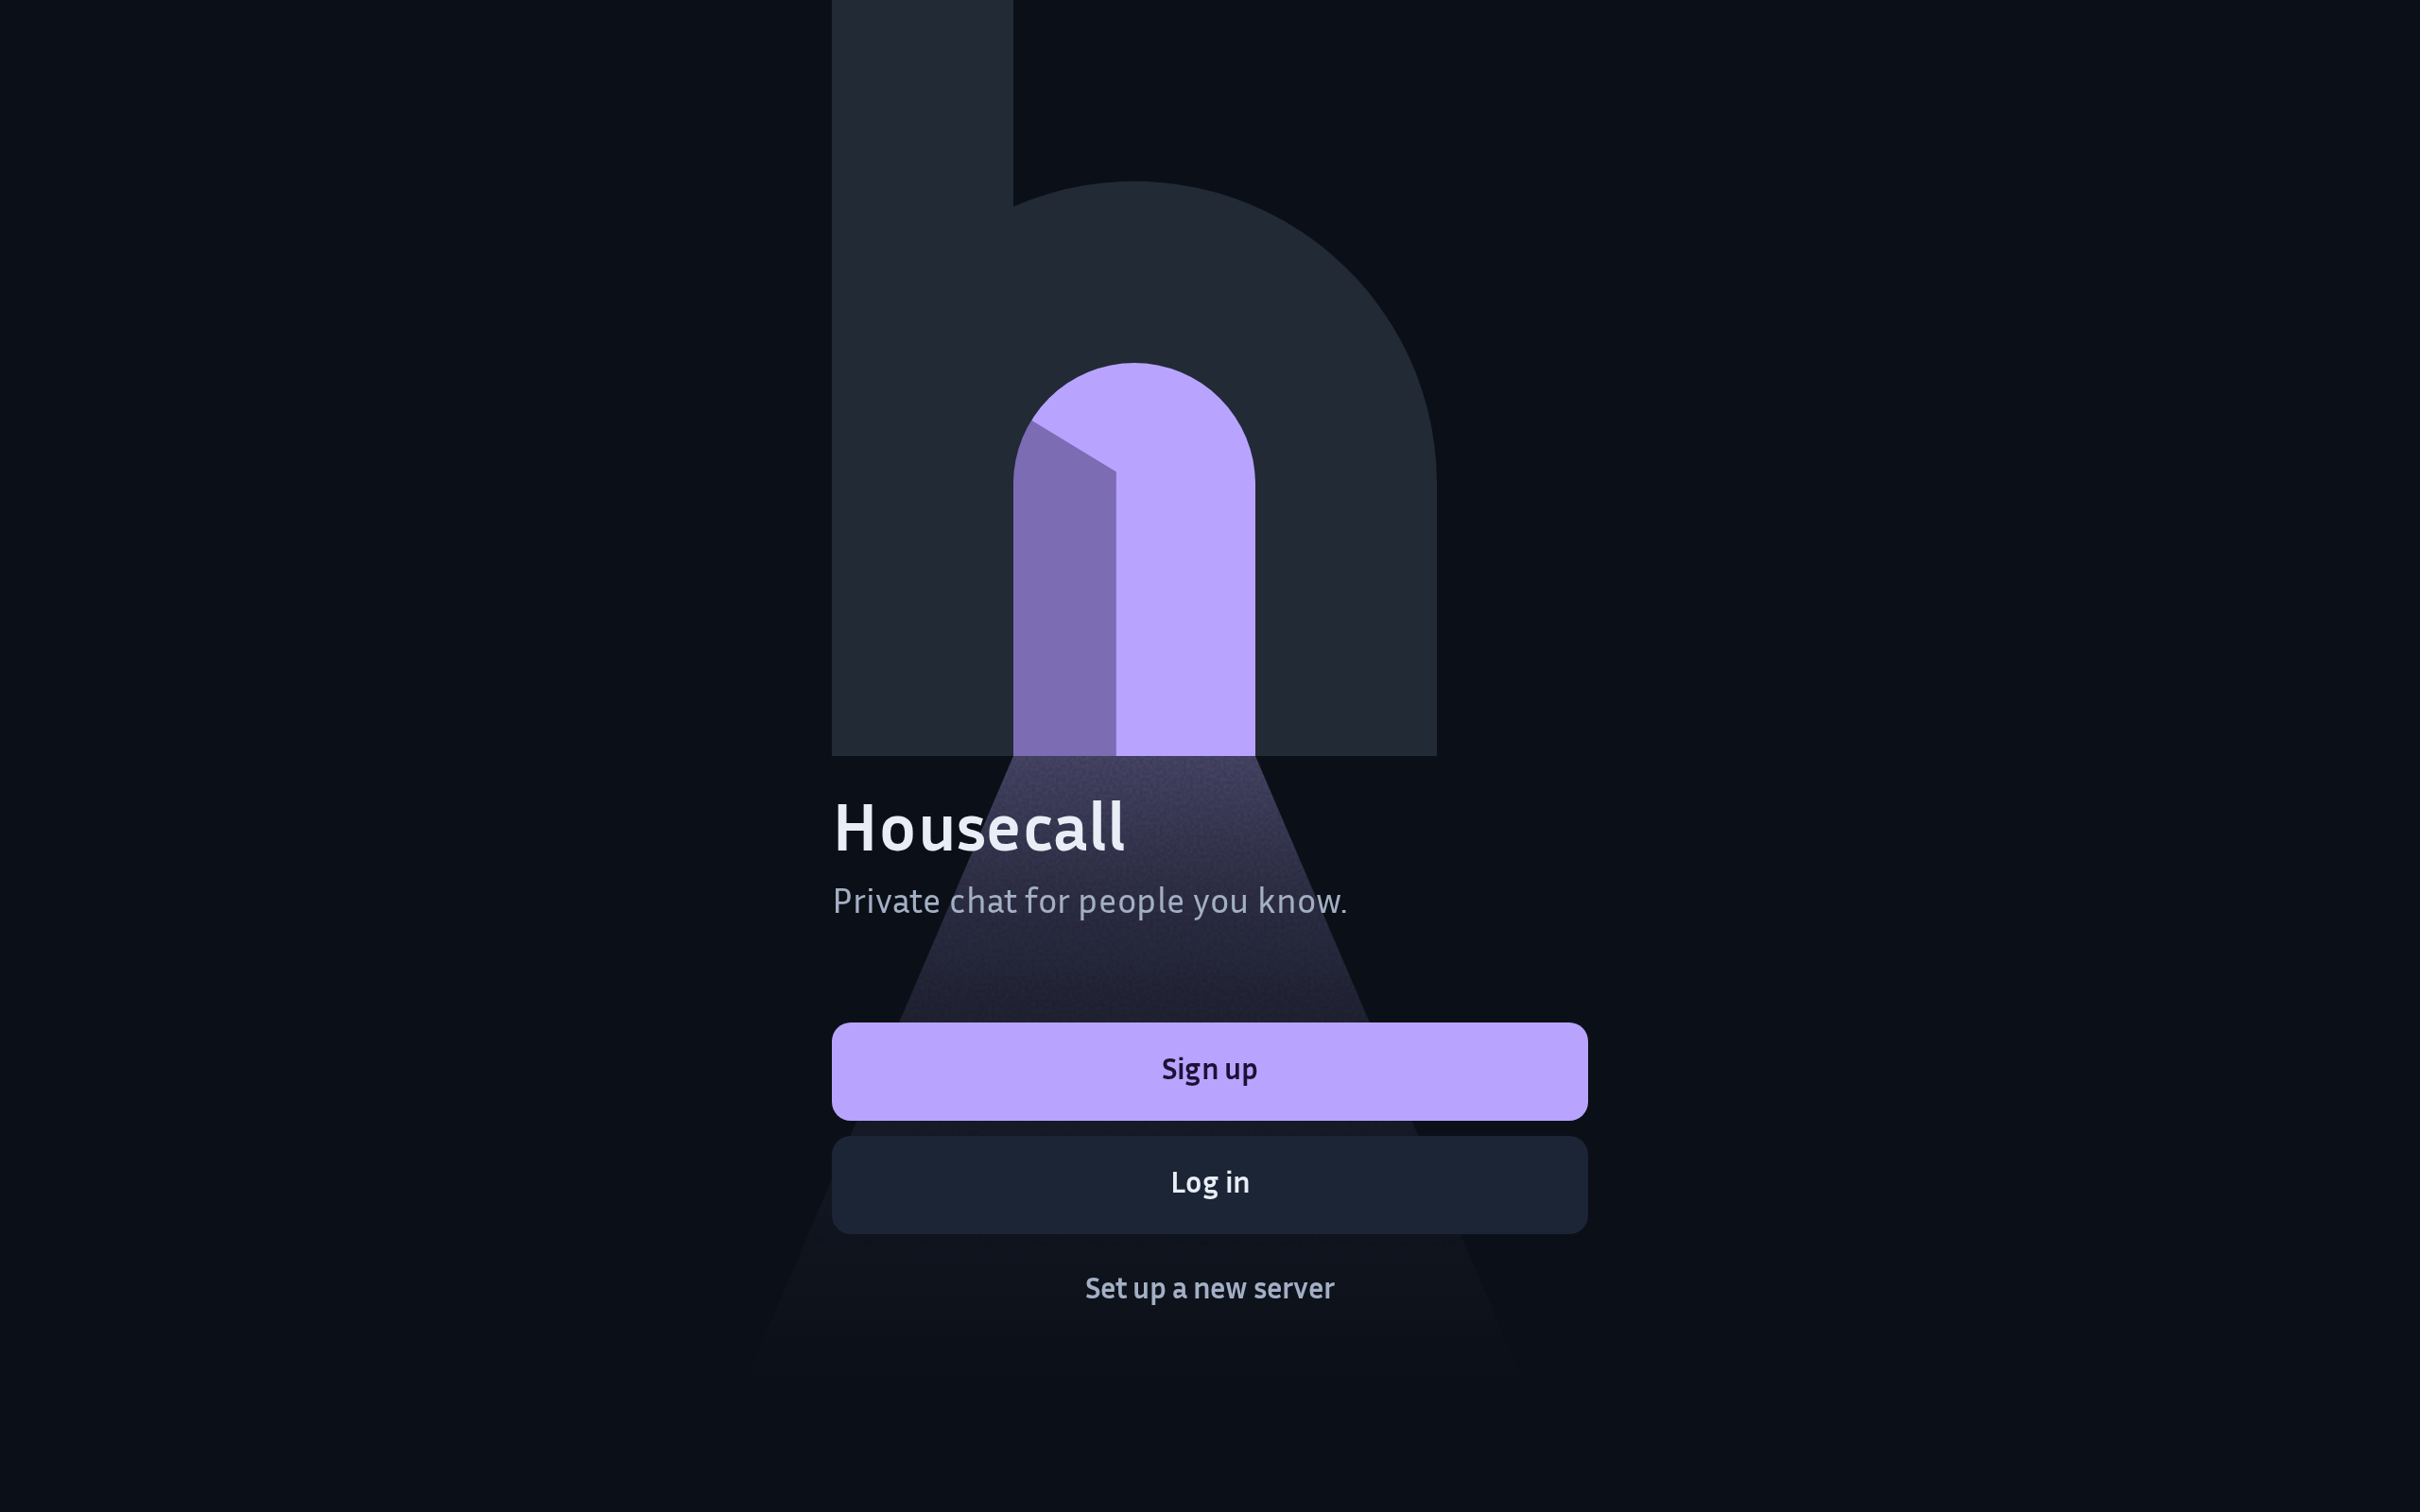 Housecall
Private chat for people you know.
Sign up
Log in
Set up a new server